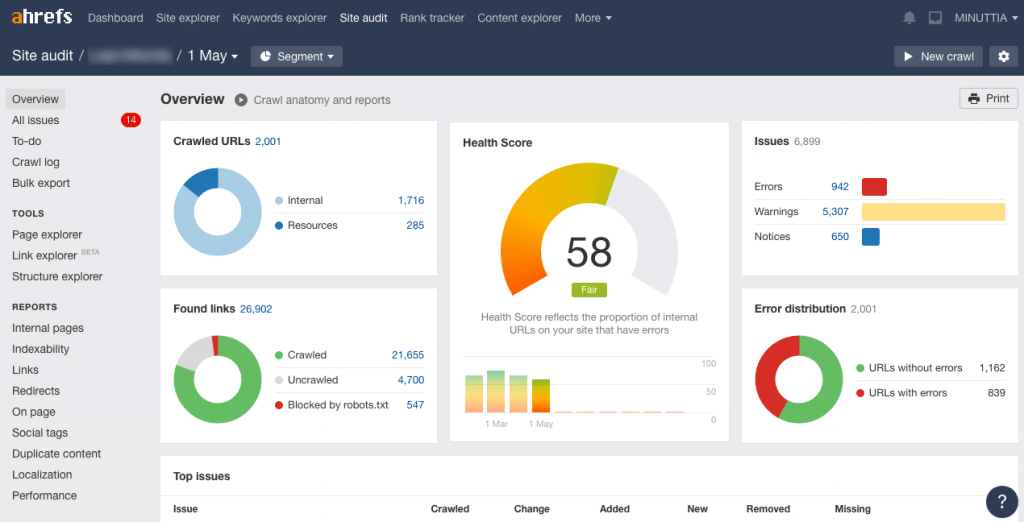 ahrefs Dashboard Site explorer Keywords explorer Site audit Rank tracker Content explorer More MINUTTIA
Site audit / / 1 May Segment New crawl
Overview
All issues 14
To-do
Crawl log
Bulk export
TOOLS
Page explorer
Link explorer BETA
Structure explorer
REPORTS
Internal pages
Indexability
Links
Redirects
On page
Social tags
Duplicate content
Localization
Performance
Overview Crawl anatomy and reports Print
Crawled URLs 2,001
Internal 1,716
Resources 285
Found links 26,902
Crawled 21,655
Uncrawled 4,700
Blocked by robots.txt 547
Health Score
58
Fair
Health Score reflects the proportion of internal
URLs on your site that have errors
100
50
0
1 Mar 1 May
Issues 6,899
Errors 942
Warnings 5,307
Notices 650
Error distribution 2,001
URLs without errors 1,162
URLs with errors 839
Top issues
Issue Crawled Change Added New Removed Missing
?